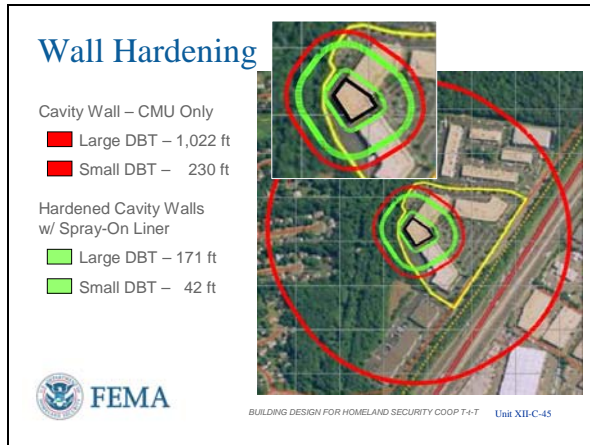 Wall Hardening
Cavity Wall – CMU Only
Large DBT – 1,022 ft
Small DBT – 230 ft
Hardened Cavity Walls
w/ Spray-On Liner
Large DBT – 171 ft
Small DBT – 42 ft
FEMA
BUILDING DESIGN FOR HOMELAND SECURITY COOP T-t-T
Unit XII-C-45